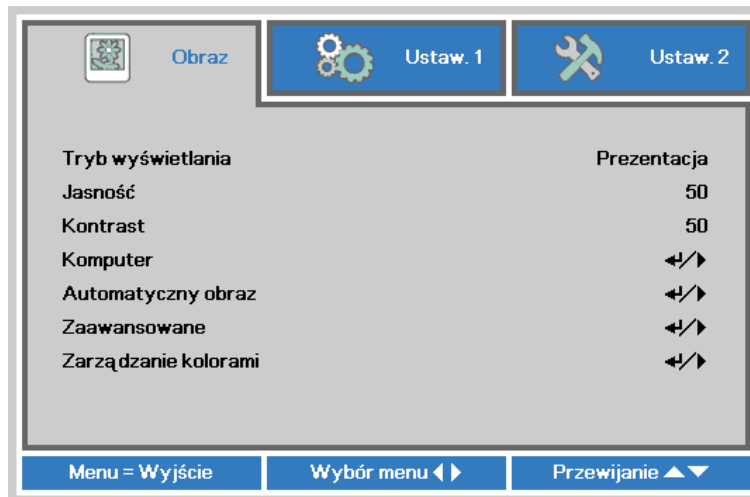 Obraz Ustaw. 1 Ustaw. 2
Tryb wyświetlania Prezentacja
Jasność 50
Kontrast 50
Komputer
Automatyczny obraz
Zaawansowane
Zarządzanie kolorami
Menu = Wyjście Wybór menu Przewijanie